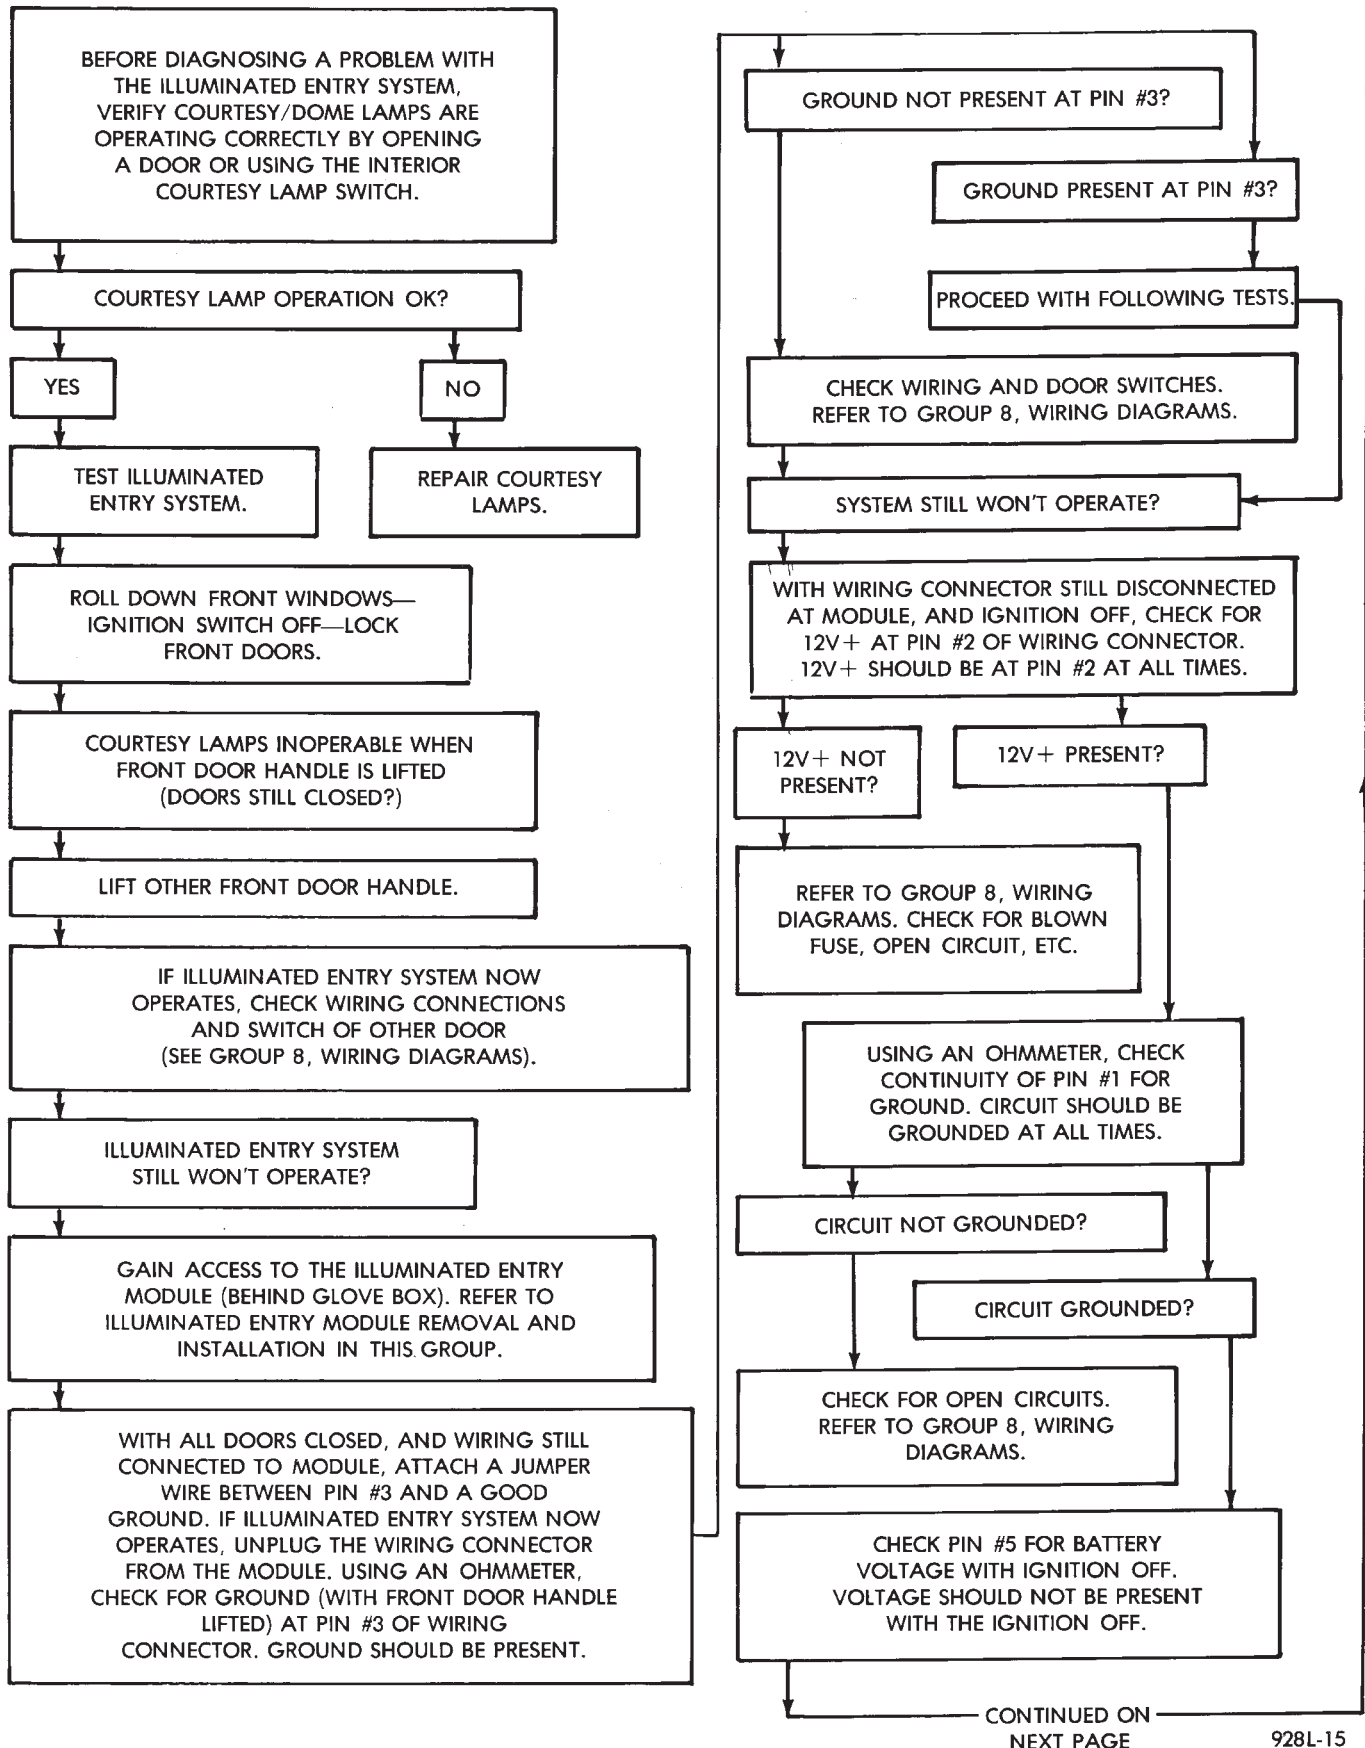 BEFORE DIAGNOSING A PROBLEM WITH
THE ILLUMINATED ENTRY SYSTEM,
VERIFY COURTESY/DOME LAMPS ARE
OPERATING CORRECTLY BY OPENING
A DOOR OR USING THE INTERIOR
COURTESY LAMP SWITCH.
COURTESY LAMP OPERATION OK?
YES
NO
TEST ILLUMINATED
ENTRY SYSTEM.
REPAIR COURTESY
LAMPS.
ROLL DOWN FRONT WINDOWS—
IGNITION SWITCH OFF—LOCK
FRONT DOORS.
COURTESY LAMPS INOPERABLE WHEN
FRONT DOOR HANDLE IS LIFTED
(DOORS STILL CLOSED?)
LIFT OTHER FRONT DOOR HANDLE.
IF ILLUMINATED ENTRY SYSTEM NOW
OPERATES, CHECK WIRING CONNECTIONS
AND SWITCH OF OTHER DOOR
(SEE GROUP 8, WIRING DIAGRAMS).
ILLUMINATED ENTRY SYSTEM
STILL WON'T OPERATE?
GAIN ACCESS TO THE ILLUMINATED ENTRY
MODULE (BEHIND GLOVE BOX). REFER TO
ILLUMINATED ENTRY MODULE REMOVAL AND
INSTALLATION IN THIS GROUP.
WITH ALL DOORS CLOSED, AND WIRING STILL
CONNECTED TO MODULE, ATTACH A JUMPER
WIRE BETWEEN PIN #3 AND A GOOD
GROUND. IF ILLUMINATED ENTRY SYSTEM NOW
OPERATES, UNPLUG THE WIRING CONNECTOR
FROM THE MODULE. USING AN OHMMETER,
CHECK FOR GROUND (WITH FRONT DOOR HANDLE
LIFTED) AT PIN #3 OF WIRING
CONNECTOR. GROUND SHOULD BE PRESENT.
GROUND NOT PRESENT AT PIN #3?
GROUND PRESENT AT PIN #3?
PROCEED WITH FOLLOWING TESTS.
CHECK WIRING AND DOOR SWITCHES.
REFER TO GROUP 8, WIRING DIAGRAMS.
SYSTEM STILL WON'T OPERATE?
WITH WIRING CONNECTOR STILL DISCONNECTED
AT MODULE, AND IGNITION OFF, CHECK FOR
12V+ AT PIN #2 OF WIRING CONNECTOR.
12V+ SHOULD BE AT PIN #2 AT ALL TIMES.
12V+ NOT
PRESENT?
12V+ PRESENT?
REFER TO GROUP 8, WIRING
DIAGRAMS. CHECK FOR BLOWN
FUSE, OPEN CIRCUIT, ETC.
USING AN OHMMETER, CHECK
CONTINUITY OF PIN #1 FOR
GROUND. CIRCUIT SHOULD BE
GROUNDED AT ALL TIMES.
CIRCUIT NOT GROUNDED?
CIRCUIT GROUNDED?
CHECK FOR OPEN CIRCUITS.
REFER TO GROUP 8, WIRING
DIAGRAMS.
CHECK PIN #5 FOR BATTERY
VOLTAGE WITH IGNITION OFF.
VOLTAGE SHOULD NOT BE PRESENT
WITH THE IGNITION OFF.
CONTINUED ON
NEXT PAGE
928L-15